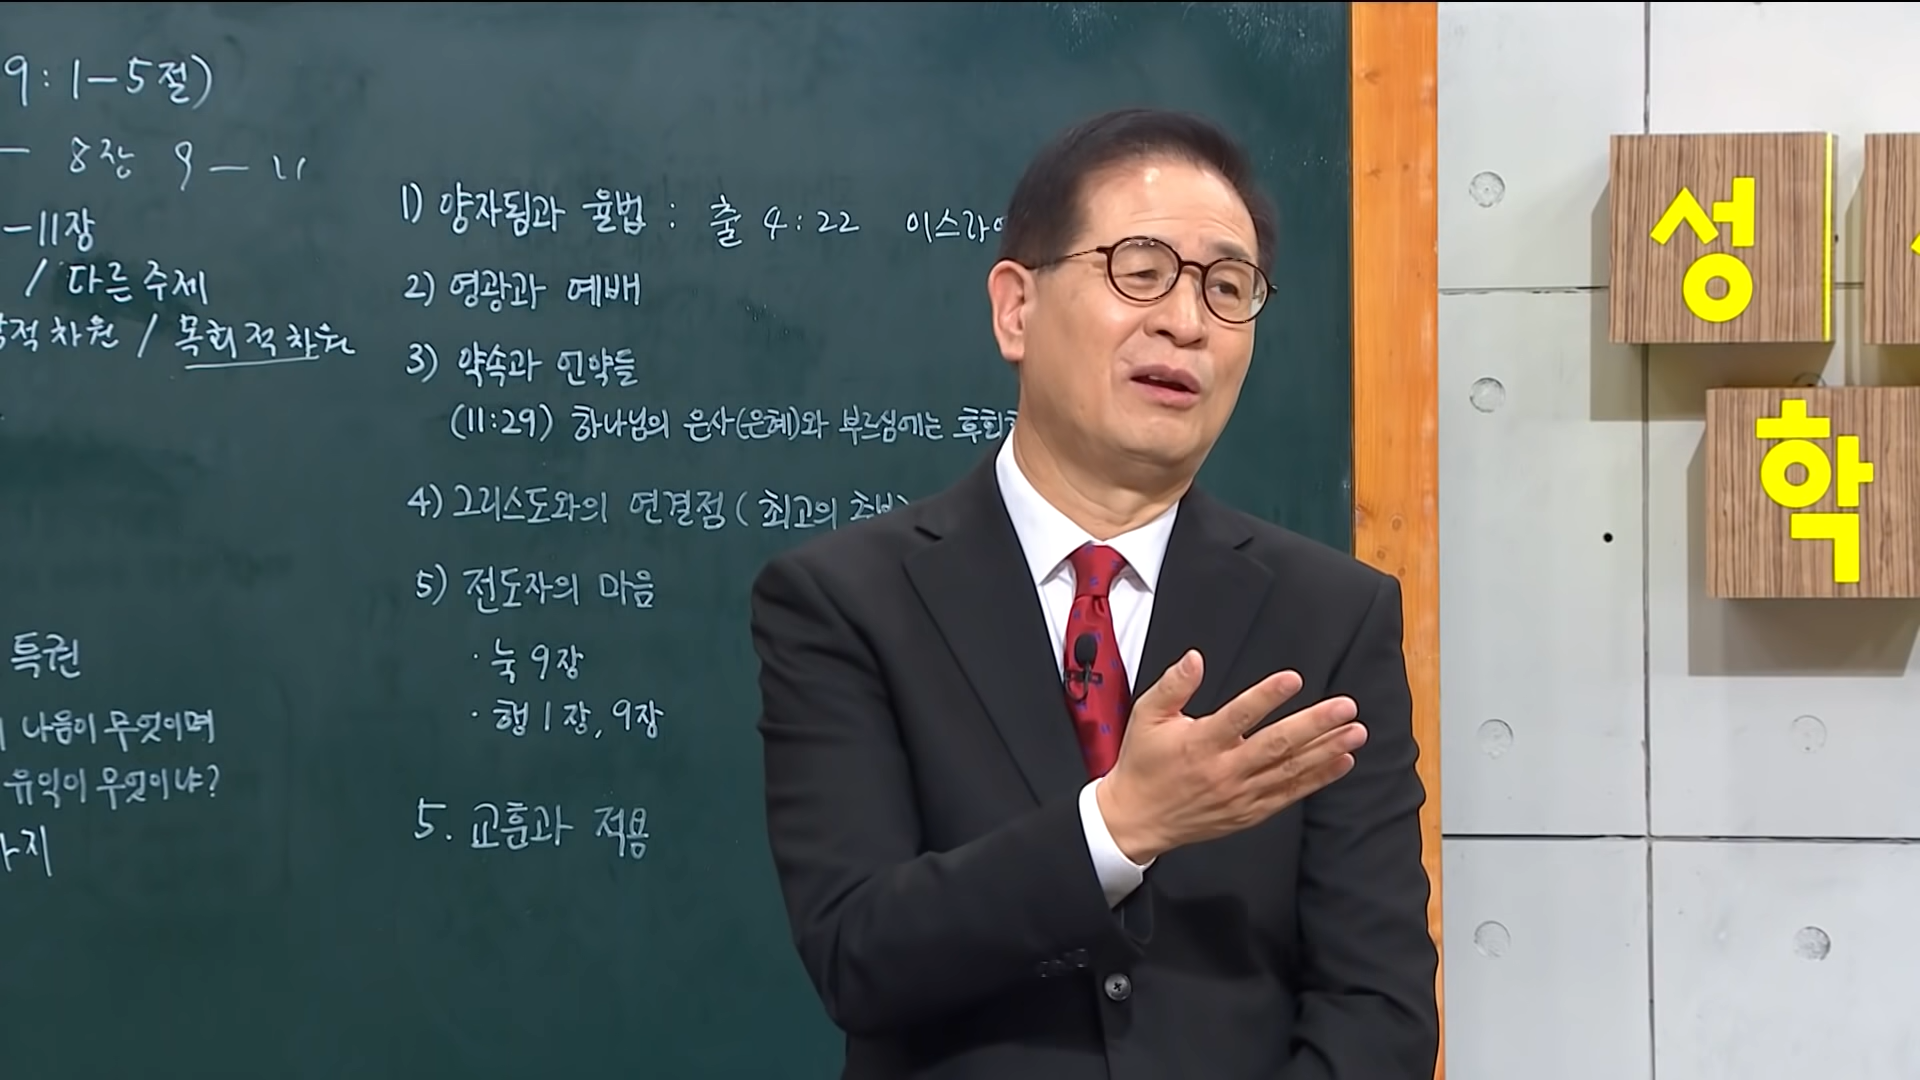 9:1-5절)
- 8장 9-11
-11장
/ 다른 주제
적 차원 / 목회적 차원
특권
나음이 무엇이며
유익이 무엇이냐?
가지
1) 양자됨과 율법 : 출 4:22 이스라
2) 영광과 예배
3) 약속과 언약들
(11:29) 하나님의 은사(은혜)와 부르심에는 후회
4) 그리스도와의 연결점 ( 최고의 축복)
5) 전도자의 마음
· 눅 9장
· 행 1장, 9장
5. 교훈과 적용
성
학